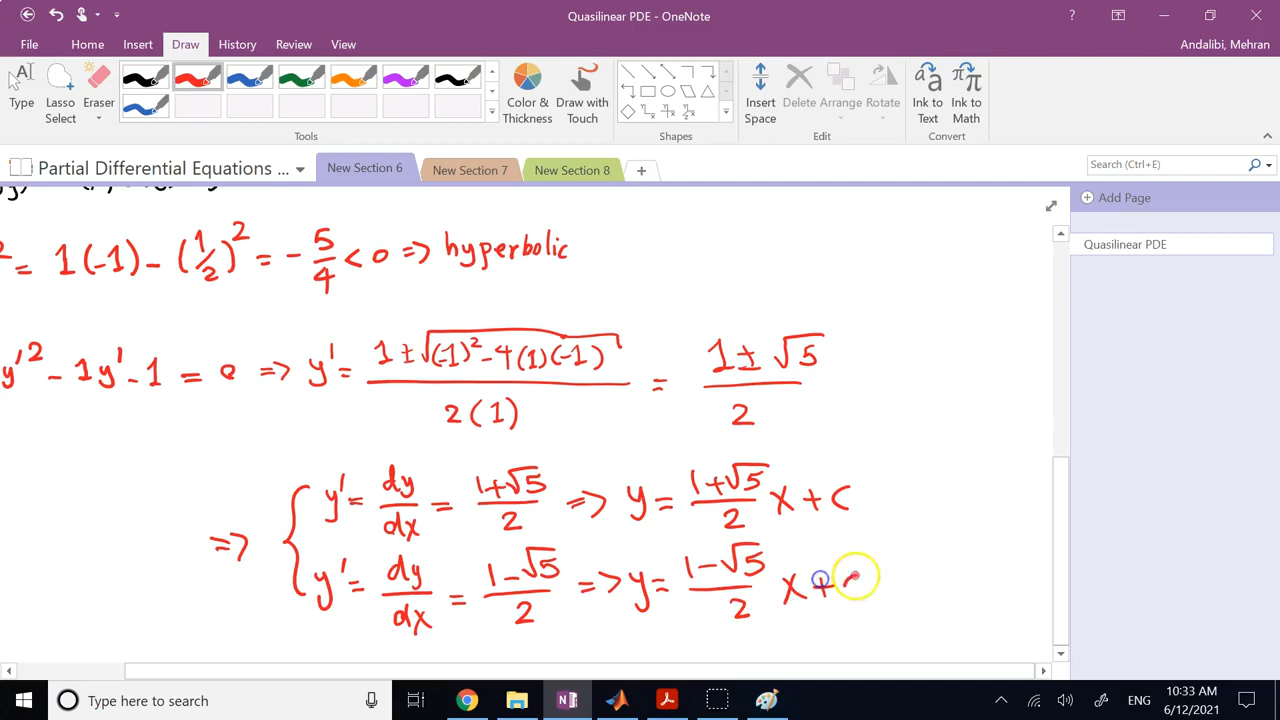 Quasilinear PDE - OneNote
File Home Insert Draw History Review View
Andalibi, Mehran
Type Lasso Select Eraser Color & Thickness Draw with Touch Insert Space Delete Arrange Rotate Ink to Text Ink to Math
Tools Shapes Edit Convert
Partial Differential Equations ... New Section 6 New Section 7 New Section 8
Search (Ctrl+E)
Add Page
Quasilinear PDE
2 = 1(-1) - (1/2)^2 = -5/4 < 0 => hyperbolic
y'^2 - 1y' - 1 = 0 => y' = (1 ± √((-1)^2 - 4(1)(-1))) / 2(1) = (1 ± √5)/2
=> { y' = dy/dx = (1+√5)/2 => y = (1+√5)/2 x + c
y' = dy/dx = (1-√5)/2 => y = (1-√5)/2 x +
Type here to search
ENG
10:33 AM
6/12/2021